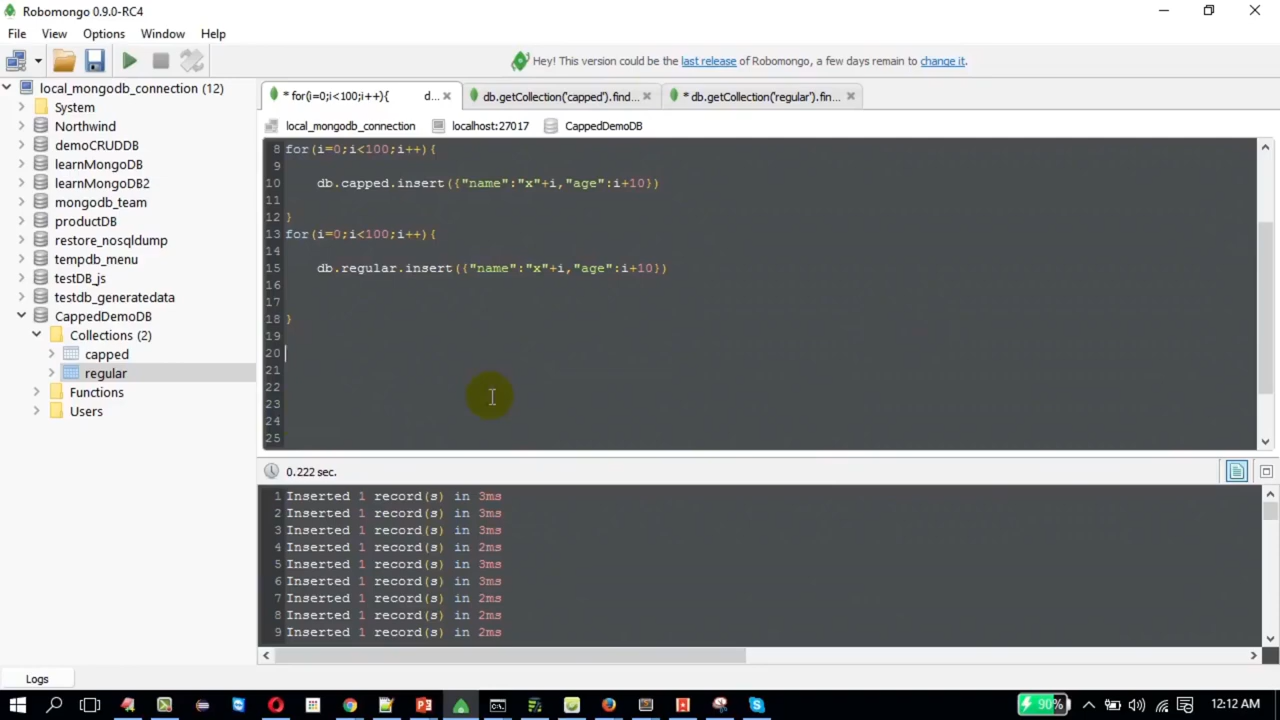 Robomongo 0.9.0-RC4
File View Options Window Help
Hey! This version could be the last release of Robomongo, a few days remain to change it.
local_mongodb_connection (12)
System
Northwind
demoCRUDDB
learnMongoDB
learnMongoDB2
mongodb_team
productDB
restore_nosqldump
tempdb_menu
testDB_js
testdb_generatedata
CappedDemoDB
Collections (2)
capped
regular
Functions
Users
* for(i=0;i<100;i++){ d... db.getCollection('capped').find... * db.getCollection('regular').fin...
local_mongodb_connection localhost:27017 CappedDemoDB
8 for(i=0;i<100;i++){
9
10 db.capped.insert({"name":"x"+i,"age":i+10})
11
12 }
13 for(i=0;i<100;i++){
14
15 db.regular.insert({"name":"x"+i,"age":i+10})
16
17
18 }
19
20
21
22
23
24
25
0.222 sec.
1 Inserted 1 record(s) in 3ms
2 Inserted 1 record(s) in 3ms
3 Inserted 1 record(s) in 3ms
4 Inserted 1 record(s) in 2ms
5 Inserted 1 record(s) in 3ms
6 Inserted 1 record(s) in 3ms
7 Inserted 1 record(s) in 2ms
8 Inserted 1 record(s) in 2ms
9 Inserted 1 record(s) in 2ms
Logs
90% 12:12 AM